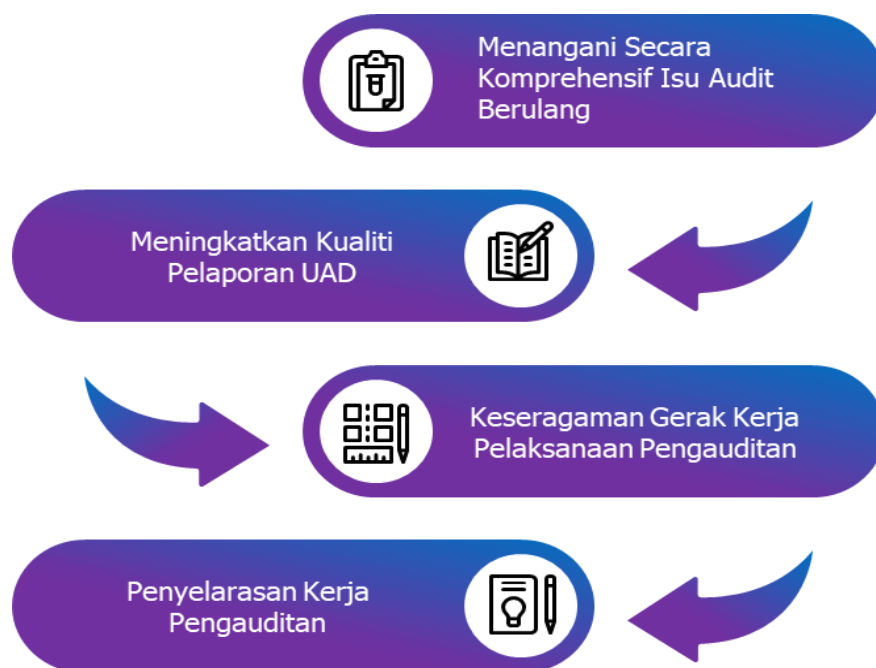 Menangani Secara
Komprehensif Isu Audit
Berulang
Meningkatkan Kualiti
Pelaporan UAD
Keseragaman Gerak Kerja
Pelaksanaan Pengauditan
Penyelarasan Kerja
Pengauditan